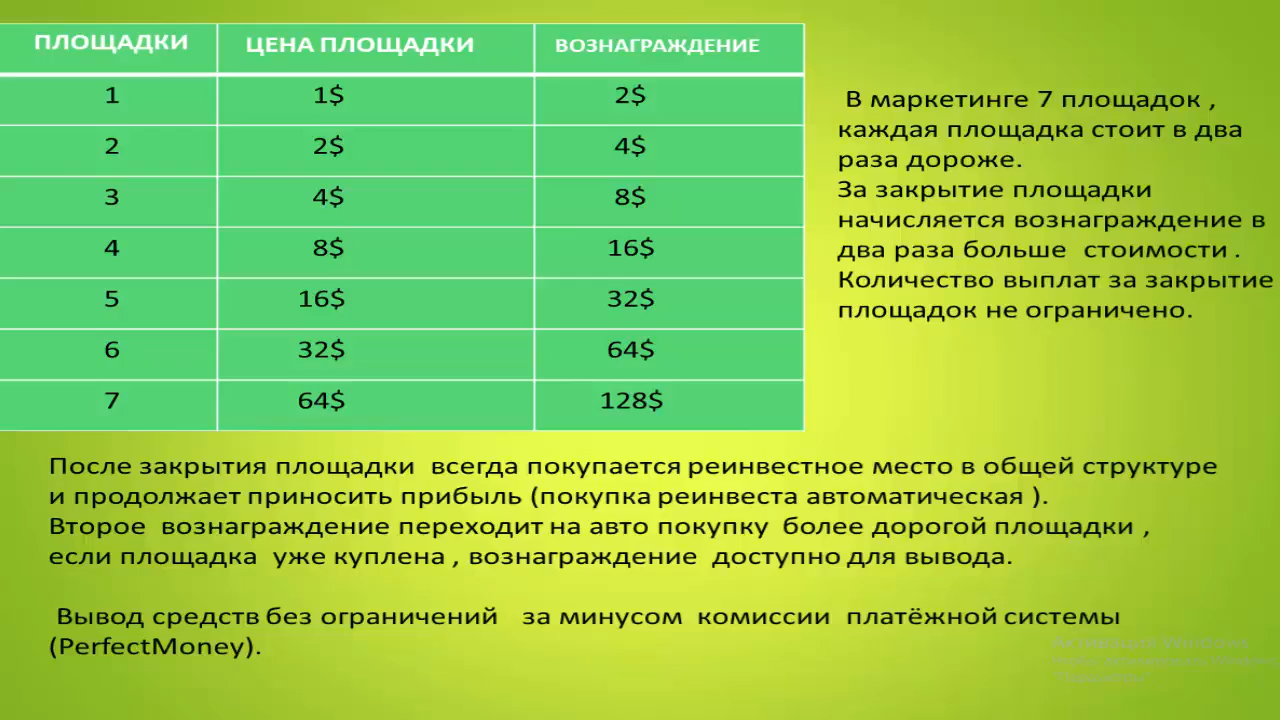 ПЛОЩАДКИ ЦЕНА ПЛОЩАДКИ ВОЗНАГРАЖДЕНИЕ
1 1$ 2$
2 2$ 4$
3 4$ 8$
4 8$ 16$
5 16$ 32$
6 32$ 64$
7 64$ 128$
В маркетинге 7 площадок ,
каждая площадка стоит в два
раза дороже.
За закрытие площадки
начисляется вознаграждение в
два раза больше стоимости .
Количество выплат за закрытие
площадок не ограничено.
После закрытия площадки всегда покупается реинвестное место в общей структуре
и продолжает приносить прибыль (покупка реинвеста автоматическая ).
Второе вознаграждение переходит на авто покупку более дорогой площадки ,
если площадка уже куплена , вознаграждение доступно для вывода.
Вывод средств без ограничений за минусом комиссии платёжной системы
(PerfectMoney).
Активация Windows